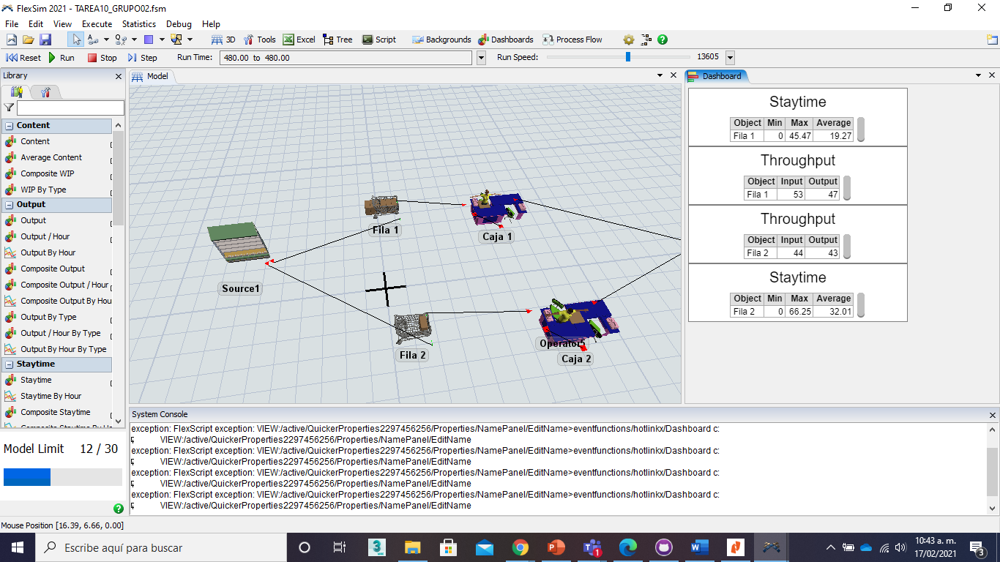 FlexSim 2021 - TAREA10_GRUPO02.fsm
File Edit View Execute Statistics Debug Help
3D Tools Excel Tree Script Backgrounds Dashboards Process Flow
Reset Run Stop Step Run Time: 480.00 to 480.00 Run Speed: 13605
Library
Content
Content
Average Content
Composite WIP
WIP By Type
Output
Output
Output / Hour
Output By Hour
Composite Output
Composite Output / Hour
Composite Output By Hou
Output By Type
Output / Hour By Type
Output By Hour By Type
Staytime
Staytime
Staytime By Hour
Composite Staytime
Composite Staytime By Ho
Model Limit 12 / 30
Model
Fila 1
Caja 1
Source1
Fila 2
Operator5
Caja 2
Dashboard
Staytime
Object Min Max Average
Fila 1 0 45.47 19.27
Throughput
Object Input Output
Fila 1 53 47
Throughput
Object Input Output
Fila 2 44 43
Staytime
Object Min Max Average
Fila 2 0 66.25 32.01
System Console
exception: FlexScript exception: VIEW:/active/QuickerProperties2297456256/Properties/NamePanel/EditName>eventfunctions/hotlinkx/Dashboard c:
VIEW:/active/QuickerProperties2297456256/Properties/NamePanel/EditName
exception: FlexScript exception: VIEW:/active/QuickerProperties2297456256/Properties/NamePanel/EditName>eventfunctions/hotlinkx/Dashboard c:
VIEW:/active/QuickerProperties2297456256/Properties/NamePanel/EditName
exception: FlexScript exception: VIEW:/active/QuickerProperties2297456256/Properties/NamePanel/EditName>eventfunctions/hotlinkx/Dashboard c:
VIEW:/active/QuickerProperties2297456256/Properties/NamePanel/EditName
exception: FlexScript exception: VIEW:/active/QuickerProperties2297456256/Properties/NamePanel/EditName>eventfunctions/hotlinkx/Dashboard c:
VIEW:/active/QuickerProperties2297456256/Properties/NamePanel/EditName
Mouse Position [16.39, 6.66, 0.00]
Escribe aquí para buscar
10:43 a. m.
17/02/2021
3